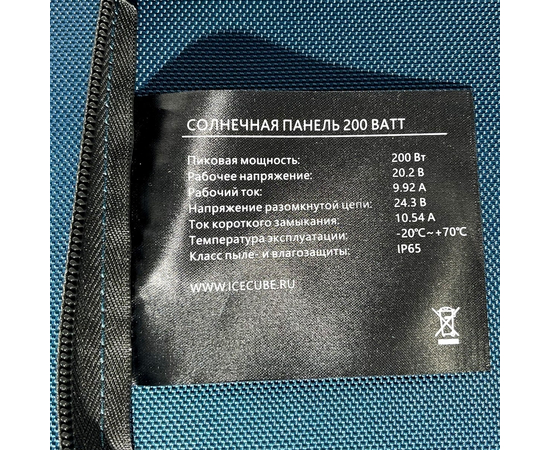 СОЛНЕЧНАЯ ПАНЕЛЬ 200 ВАТТ
Пиковая мощность: 200 Вт
Рабочее напряжение: 20.2 В
Рабочий ток: 9.92 А
Напряжение разомкнутой цепи: 24.3 В
Ток короткого замыкания: 10.54 А
Температура эксплуатации: -20℃~+70℃
Класс пыле- и влагозащиты: IP65
WWW.ICECUBE.RU